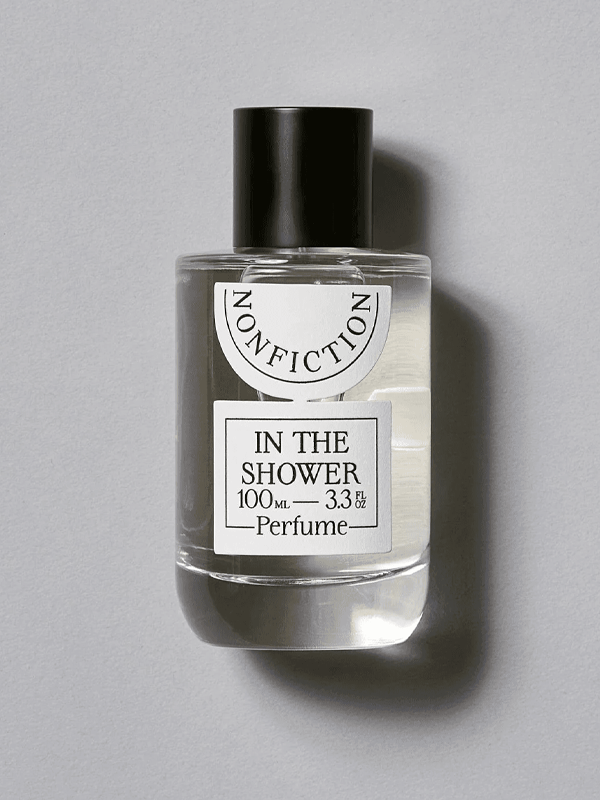 NONFICTION
IN THE
SHOWER
100ML — 3.3 FL OZ
Perfume